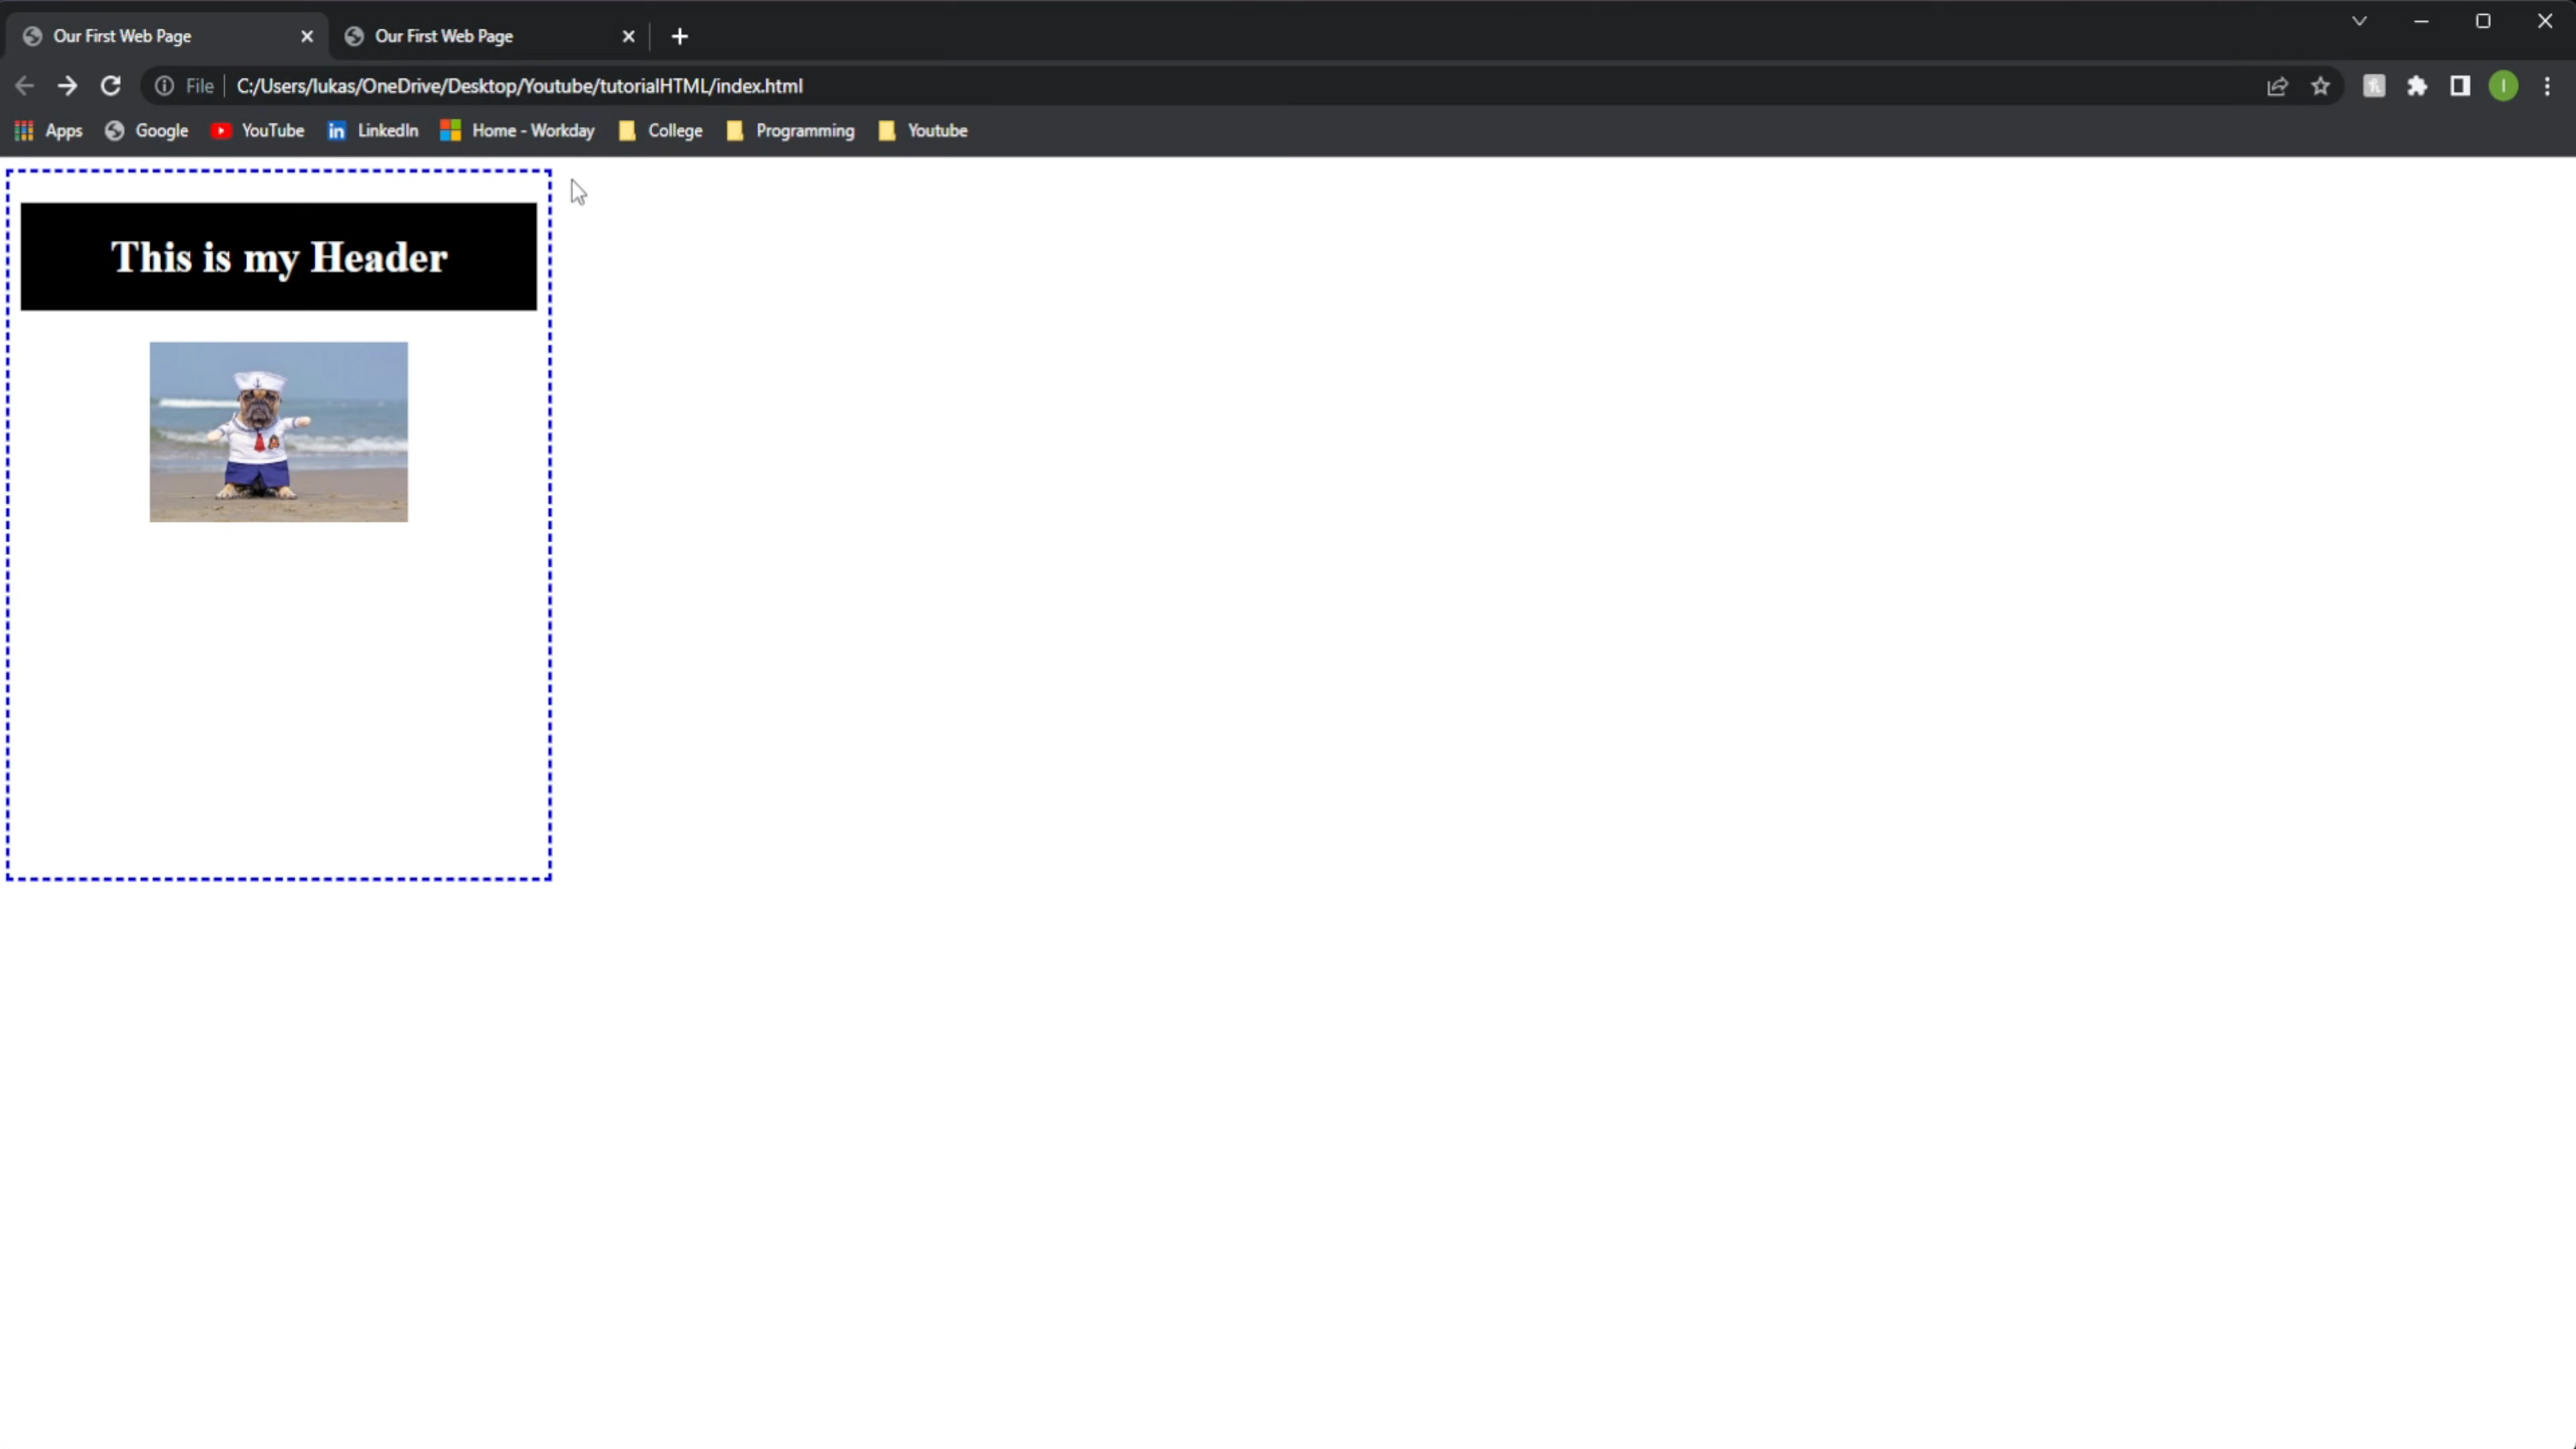 Our First Web Page
Our First Web Page
File C:/Users/lukas/OneDrive/Desktop/Youtube/tutorialHTML/index.html
I
Apps Google YouTube in LinkedIn Home - Workday College Programming Youtube
This is my Header